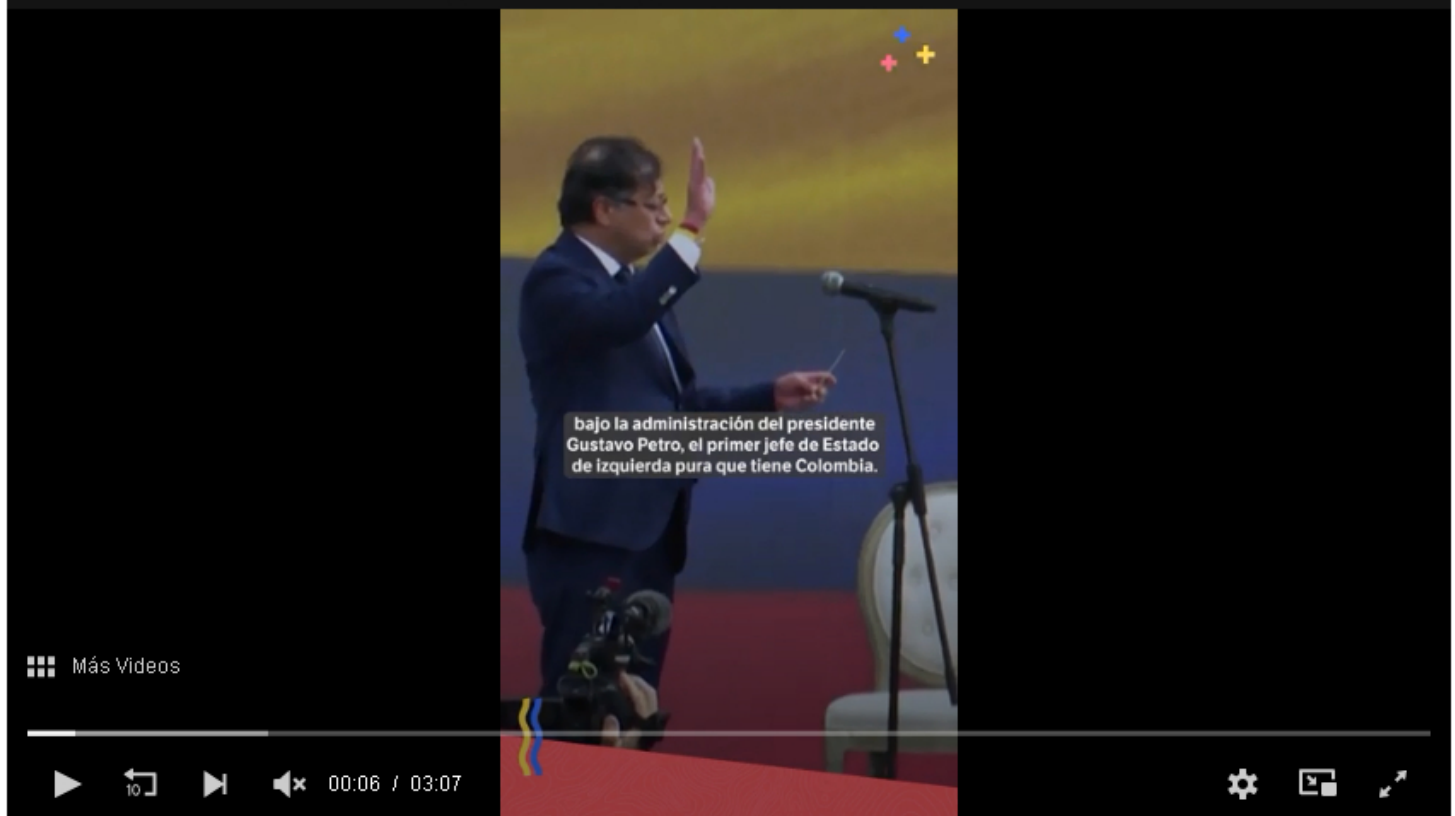 bajo la administración del presidente
Gustavo Petro, el primer jefe de Estado
de izquierda pura que tiene Colombia.
Más Videos
10
00:06 / 03:07